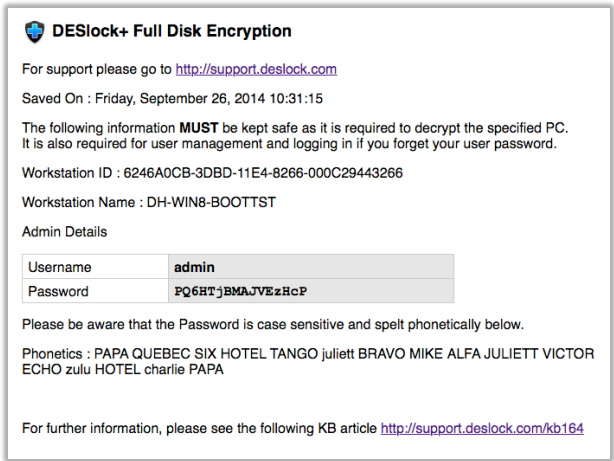 DESlock+ Full Disk Encryption
For support please go to http://support.deslock.com
Saved On : Friday, September 26, 2014 10:31:15
The following information MUST be kept safe as it is required to decrypt the specified PC.
It is also required for user management and logging in if you forget your user password.
Workstation ID : 6246A0CB-3DBD-11E4-8266-000C29443266
Workstation Name : DH-WIN8-BOOTTST
Admin Details
Username admin
Password PQ6HTjBMAJVEzHcP
Please be aware that the Password is case sensitive and spelt phonetically below.
Phonetics : PAPA QUEBEC SIX HOTEL TANGO juliett BRAVO MIKE ALFA JULIETT VICTOR
ECHO zulu HOTEL charlie PAPA
For further information, please see the following KB article http://support.deslock.com/kb164